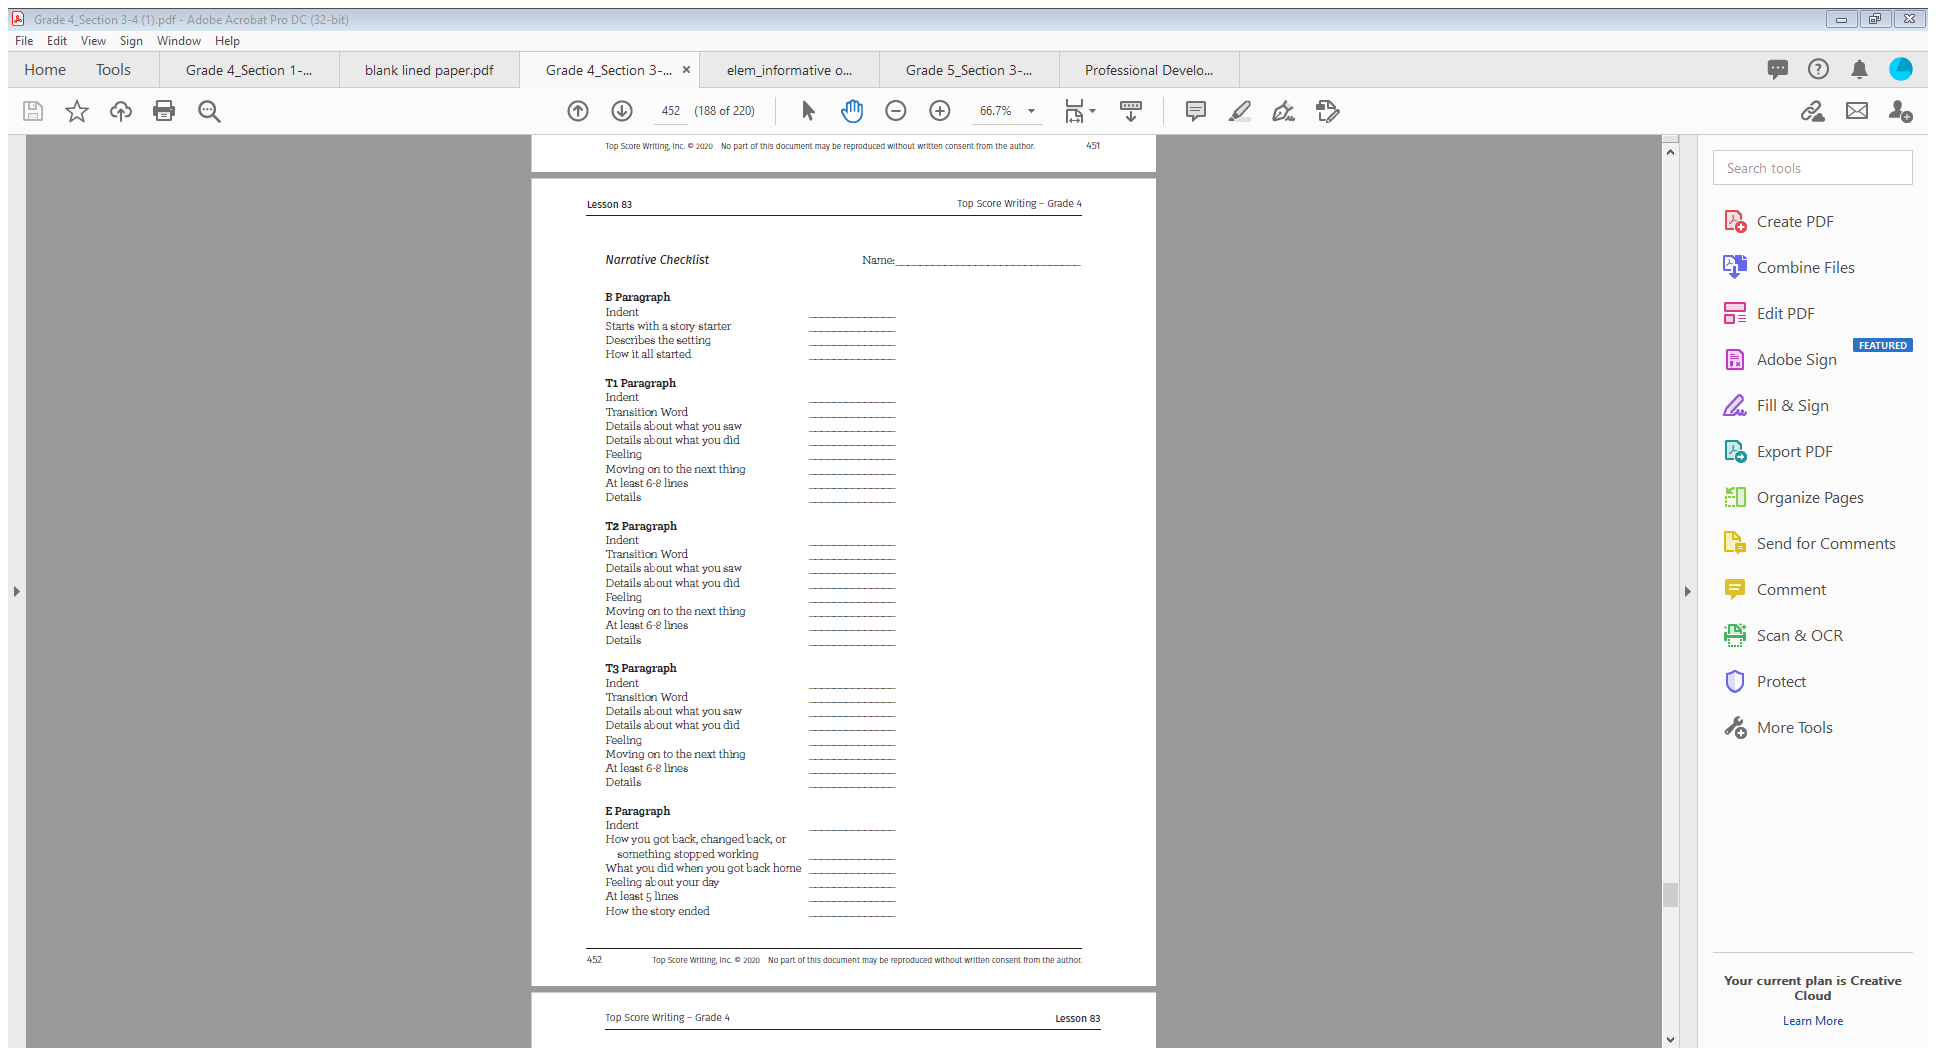 Grade 4_Section 3-4 (1).pdf - Adobe Acrobat Pro DC (32-bit)
File Edit View Sign Window Help
Home Tools Grade 4_Section 1-... blank lined paper.pdf Grade 4_Section 3-... × elem_informative o... Grade 5_Section 3-... Professional Develo...
452 (188 of 220) 66.7%
Top Score Writing, Inc. © 2020 No part of this document may be reproduced without written consent from the author. 451
Lesson 83 Top Score Writing – Grade 4
Narrative Checklist Name:
B Paragraph
Indent
Starts with a story starter
Describes the setting
How it all started
T1 Paragraph
Indent
Transition Word
Details about what you saw
Details about what you did
Feeling
Moving on to the next thing
At least 6-8 lines
Details
T2 Paragraph
Indent
Transition Word
Details about what you saw
Details about what you did
Feeling
Moving on to the next thing
At least 6-8 lines
Details
T3 Paragraph
Indent
Transition Word
Details about what you saw
Details about what you did
Feeling
Moving on to the next thing
At least 6-8 lines
Details
E Paragraph
Indent
How you got back, changed back, or
something stopped working
What you did when you got back home
Feeling about your day
At least 5 lines
How the story ended
452 Top Score Writing, Inc. © 2020 No part of this document may be reproduced without written consent from the author.
Top Score Writing – Grade 4 Lesson 83
Search tools
Create PDF
Combine Files
Edit PDF
FEATURED
Adobe Sign
Fill & Sign
Export PDF
Organize Pages
Send for Comments
Comment
Scan & OCR
Protect
More Tools
Your current plan is Creative
Cloud
Learn More